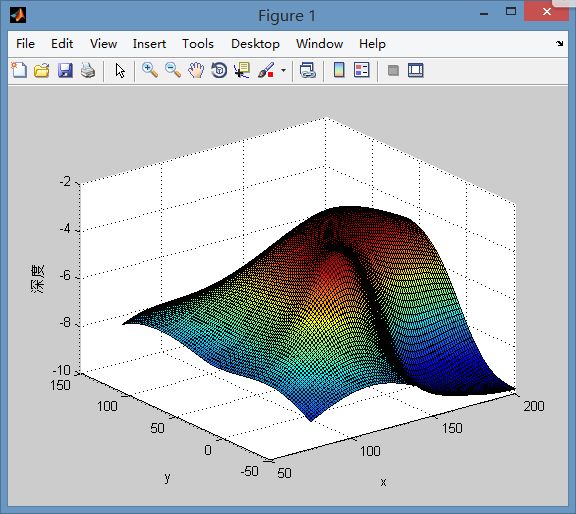 Figure 1
File Edit View Insert Tools Desktop Window Help
-2
-4
-6
-8
-10
深度
150
100
50
0
-50
y
50
100
150
200
x